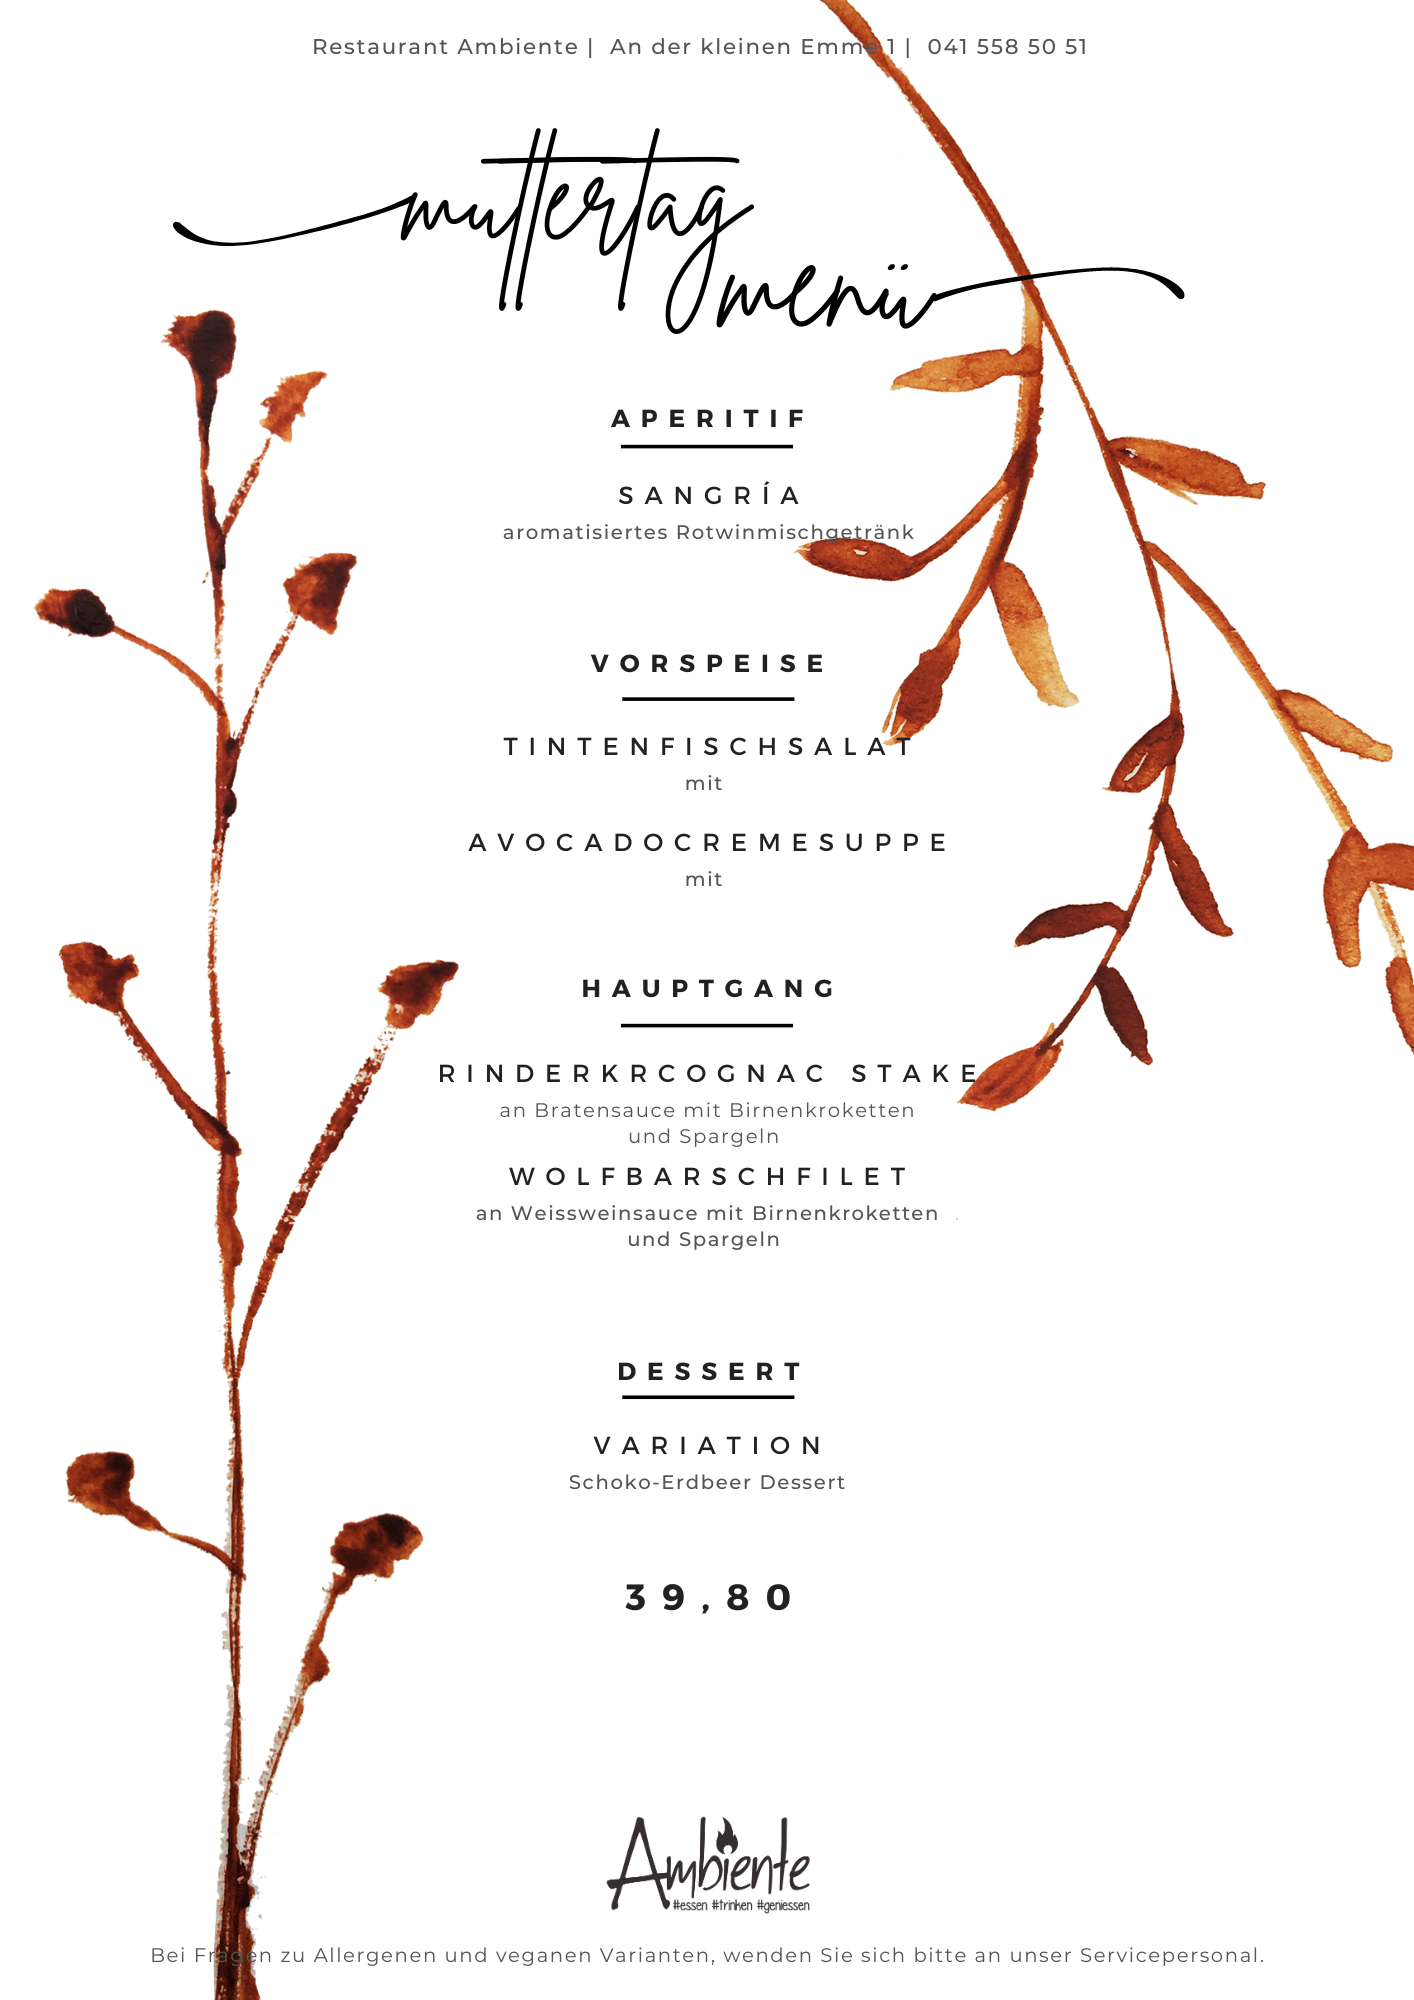 Restaurant Ambiente | An der kleinen Emme 1 | 041 558 50 51
muttertag
menü
APERITIF
SANGRÍA
aromatisiertes Rotwinmischgetränk
VORSPEISE
TINTENFISCHSALAT
mit
AVOCADOCREMESUPPE
mit
HAUPTGANG
RINDERKRCOGNAC STAKE
an Bratensauce mit Birnenkroketten
und Spargeln
WOLFBARSCHFILET
an Weissweinsauce mit Birnenkroketten
und Spargeln
DESSERT
VARIATION
Schoko-Erdbeer Dessert
39,80
Ambiente
#essen #trinken #geniessen
Bei Fragen zu Allergenen und veganen Varianten, wenden Sie sich bitte an unser Servicepersonal.